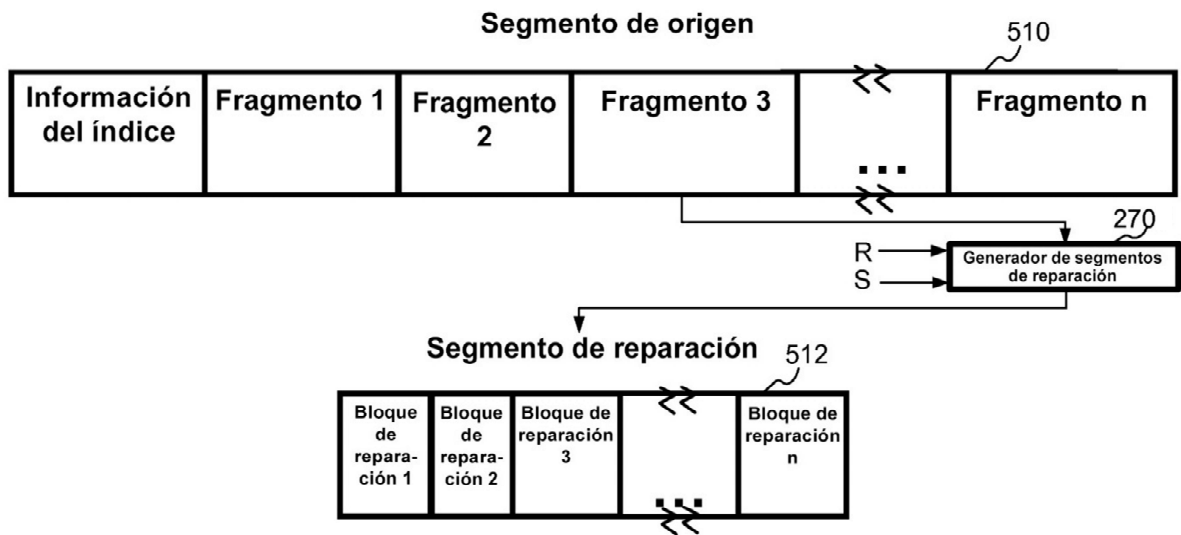 Segmento de origen
510
Información
del índice
Fragmento 1
Fragmento
2
Fragmento 3
...
Fragmento n
270
R
S
Generador de segmentos
de reparación
Segmento de reparación
512
Bloque
de
repara-
ción 1
Bloque
de
repara-
ción 2
Bloque de
reparación
3
...
Bloque de
reparación
n